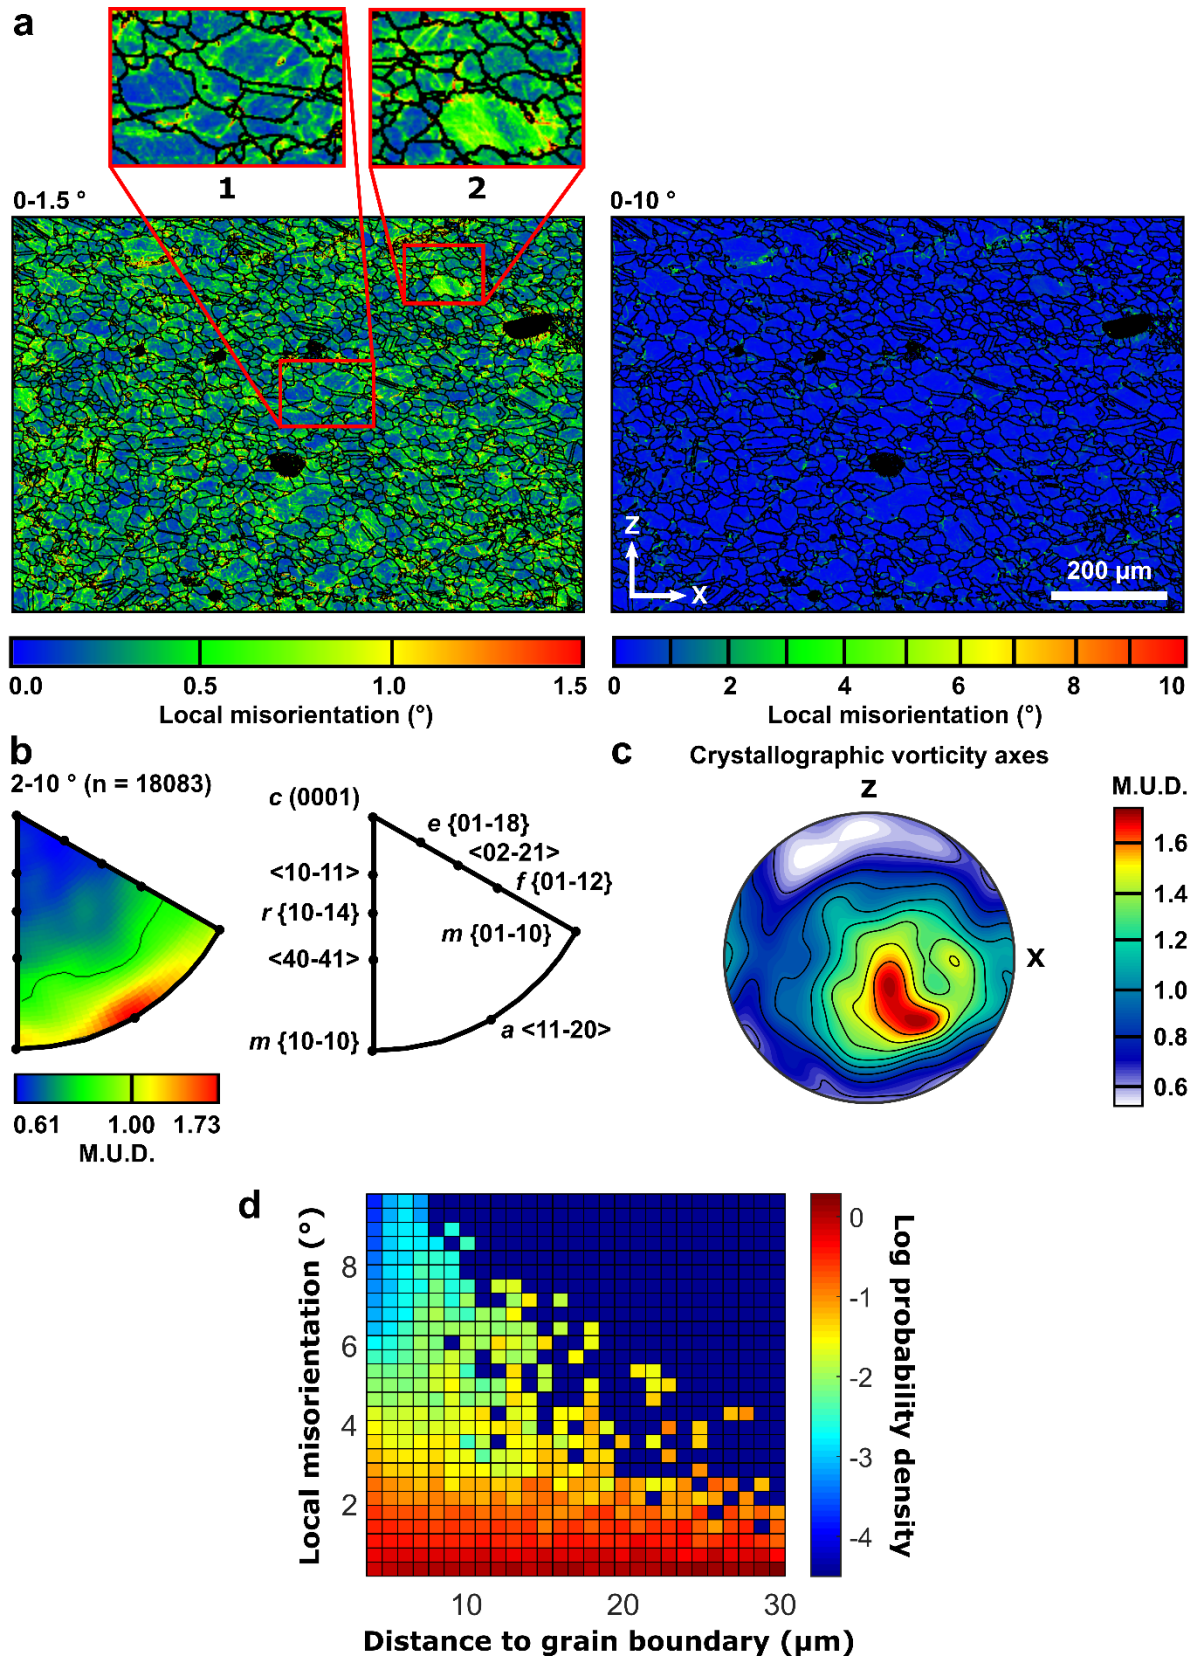 a
1
2
0-1.5 °
0-10 °
Z
X
200 µm
0.0 0.5 1.0 1.5
Local misorientation (°)
0 2 4 6 8 10
Local misorientation (°)
b
2-10 ° (n = 18083)
c (0001)
e {01-18}
<02-21>
<10-11>
f {01-12}
r {10-14}
m {01-10}
<40-41>
m {10-10}
a <11-20>
0.61 1.00 1.73
M.U.D.
c
Crystallographic vorticity axes
Z
X
M.U.D.
1.6
1.4
1.2
1.0
0.8
0.6
d
Local misorientation (°)
8
6
4
2
10 20 30
Distance to grain boundary (µm)
0
-1
-2
-3
-4
Log probability density